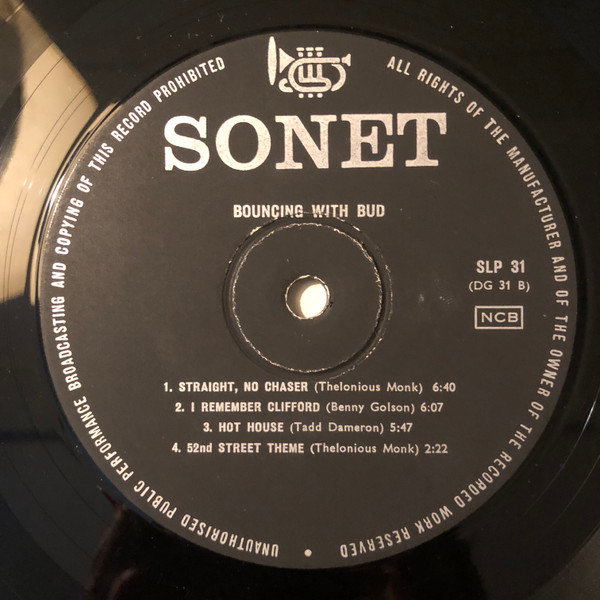 UNAUTHORISED PUBLIC PERFORMANCE BROADCASTING AND COPYING OF THIS RECORD PROHIBITED
ALL RIGHTS OF THE MANUFACTURER AND OF THE OWNER OF THE RECORDED WORK RESERVED •
SONET
BOUNCING WITH BUD
SLP 31
(DG 31 B)
NCB
1. STRAIGHT, NO CHASER (Thelonious Monk) 6:40
2. I REMEMBER CLIFFORD (Benny Golson) 6:07
3. HOT HOUSE (Tadd Dameron) 5:47
4. 52nd STREET THEME (Thelonious Monk) 2:22